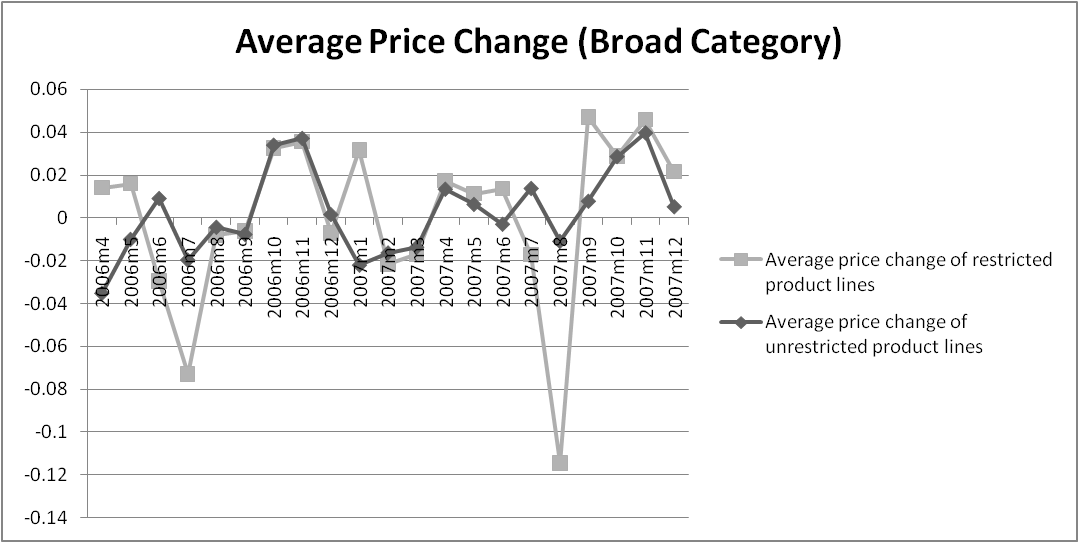 Average Price Change (Broad Category)
0.06
0.04
0.02
0
-0.02
-0.04
-0.06
-0.08
-0.1
-0.12
-0.14
2006m4
2006m5
2006m6
2006m7
2006m8
2006m9
2006m10
2006m11
2006m12
2007m1
2007m2
2007m3
2007m4
2007m5
2007m6
2007m7
2007m8
2007m9
2007m10
2007m11
2007m12
Average price change of restricted
product lines
Average price change of
unrestricted product lines